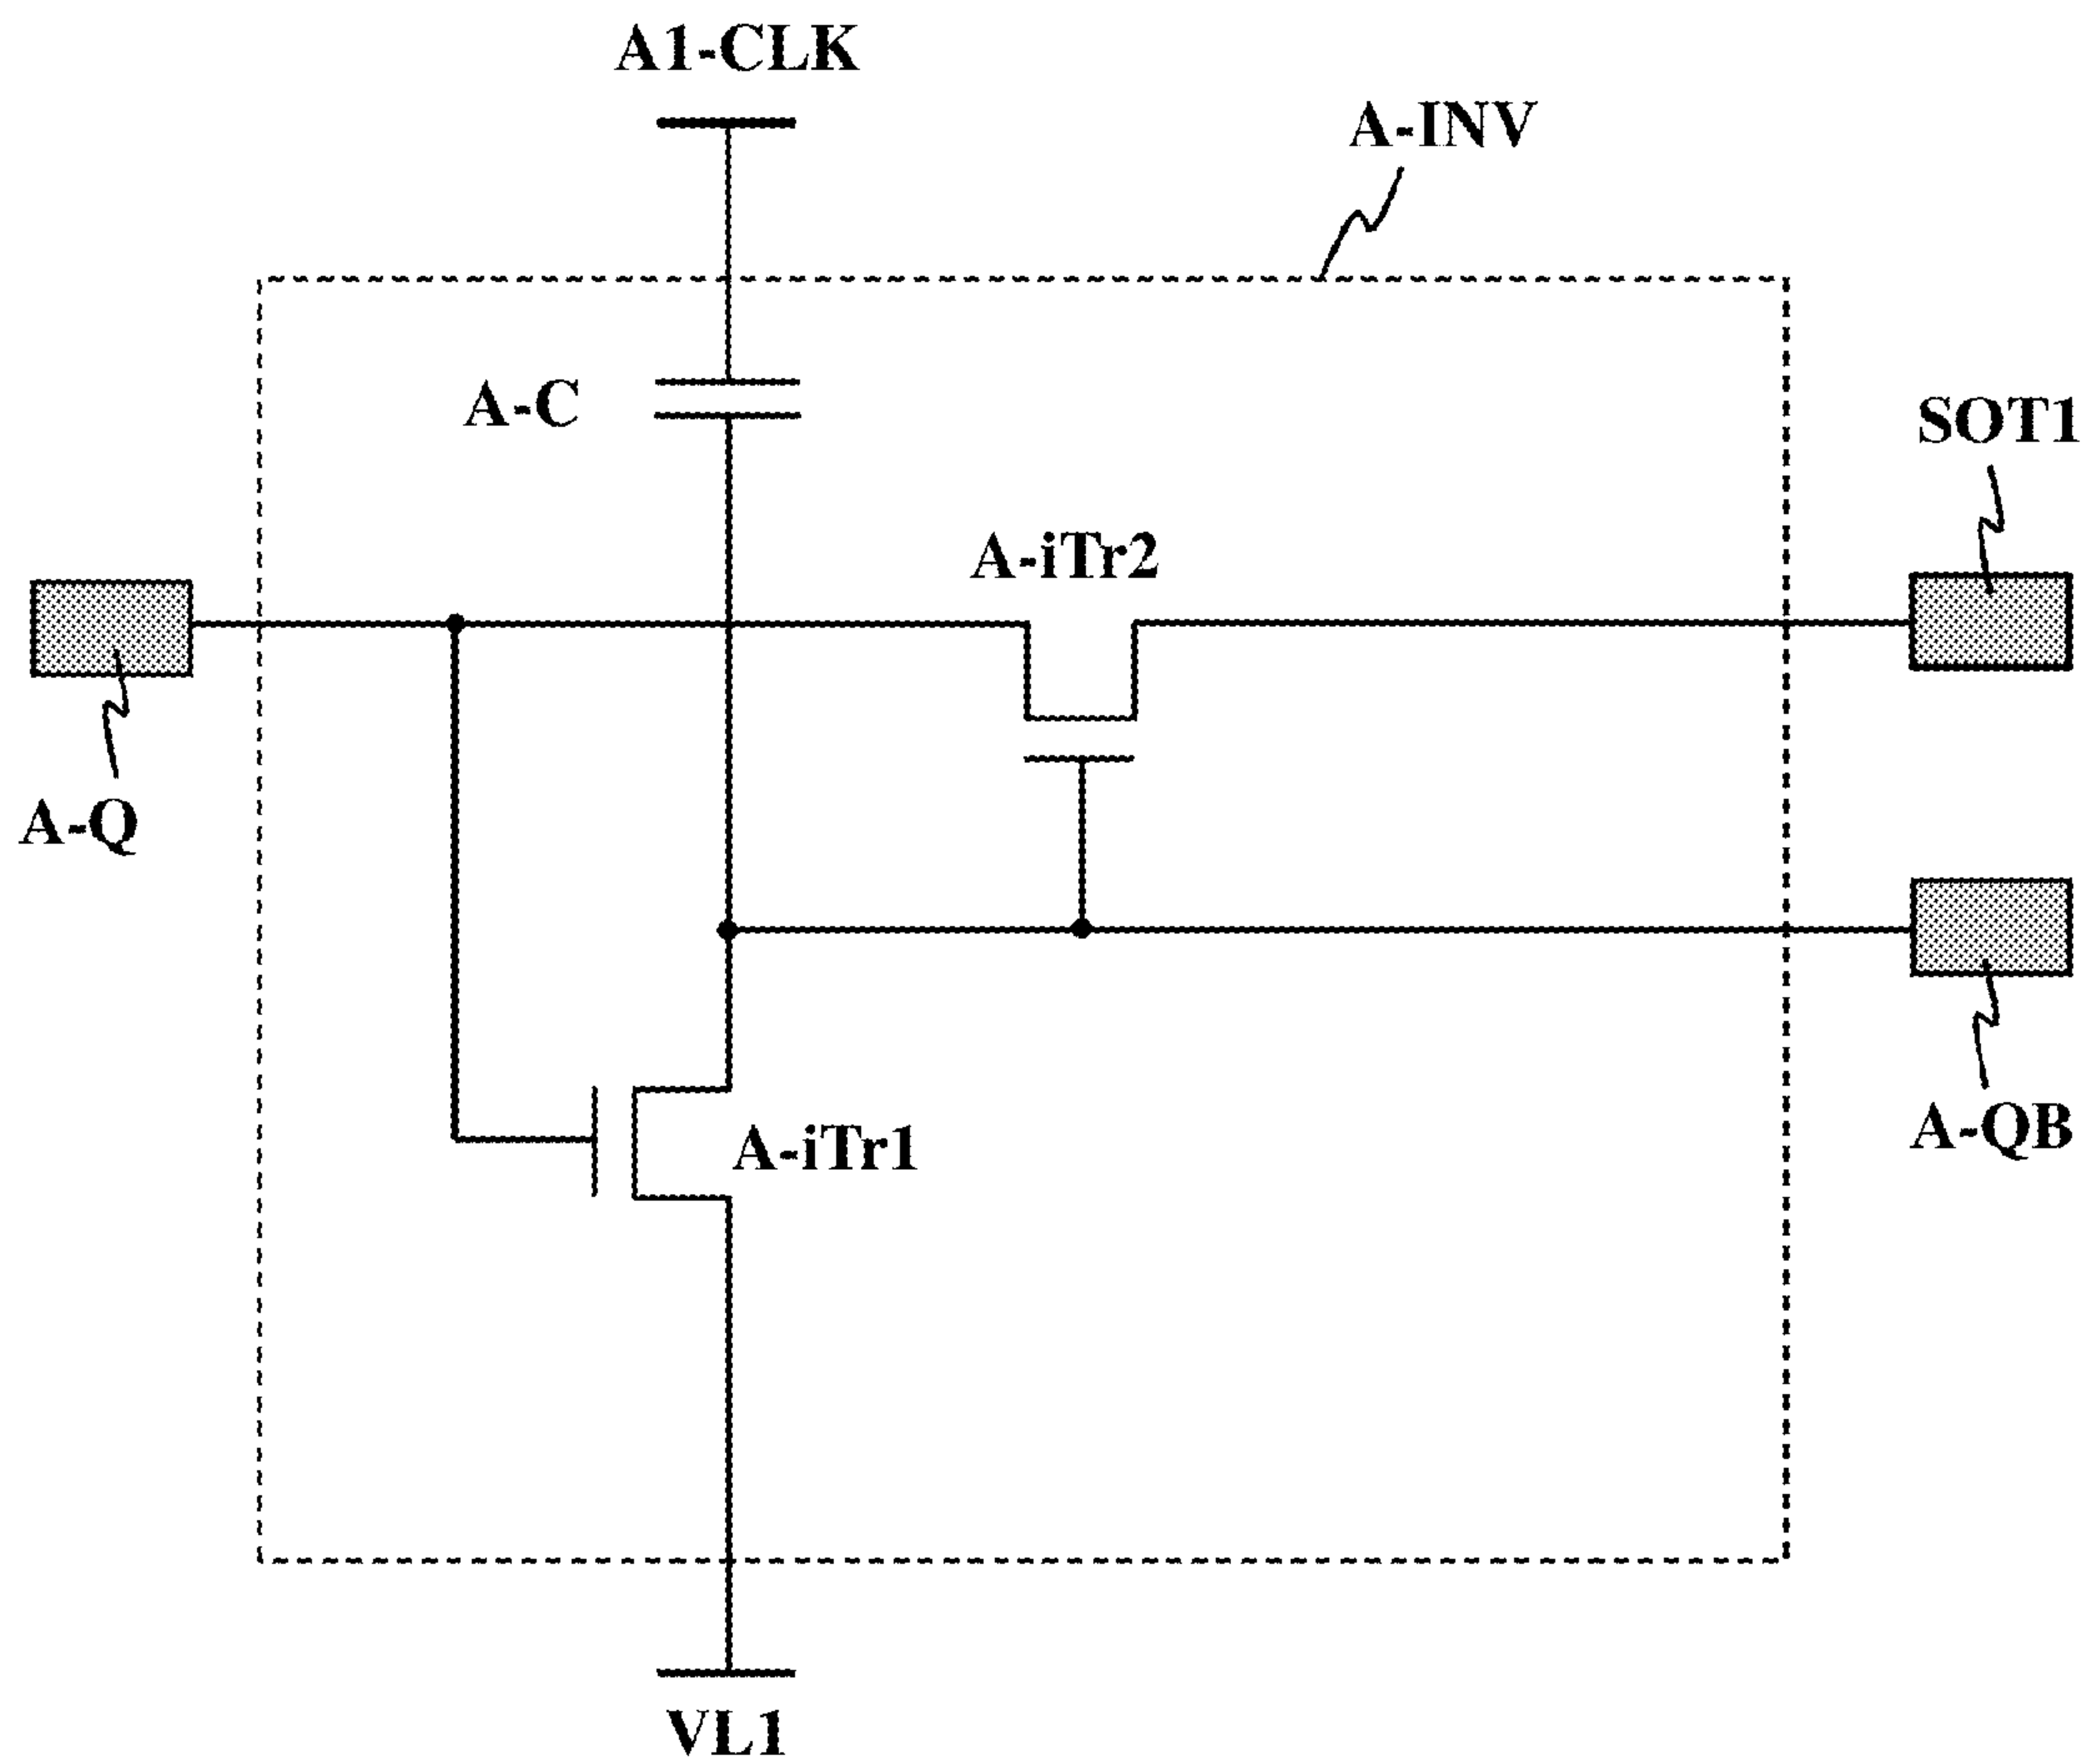 A1-CLK
A-INV
A-C
SOT1
A-iTr2
A-Q
A-QB
A-iTr1
VL1